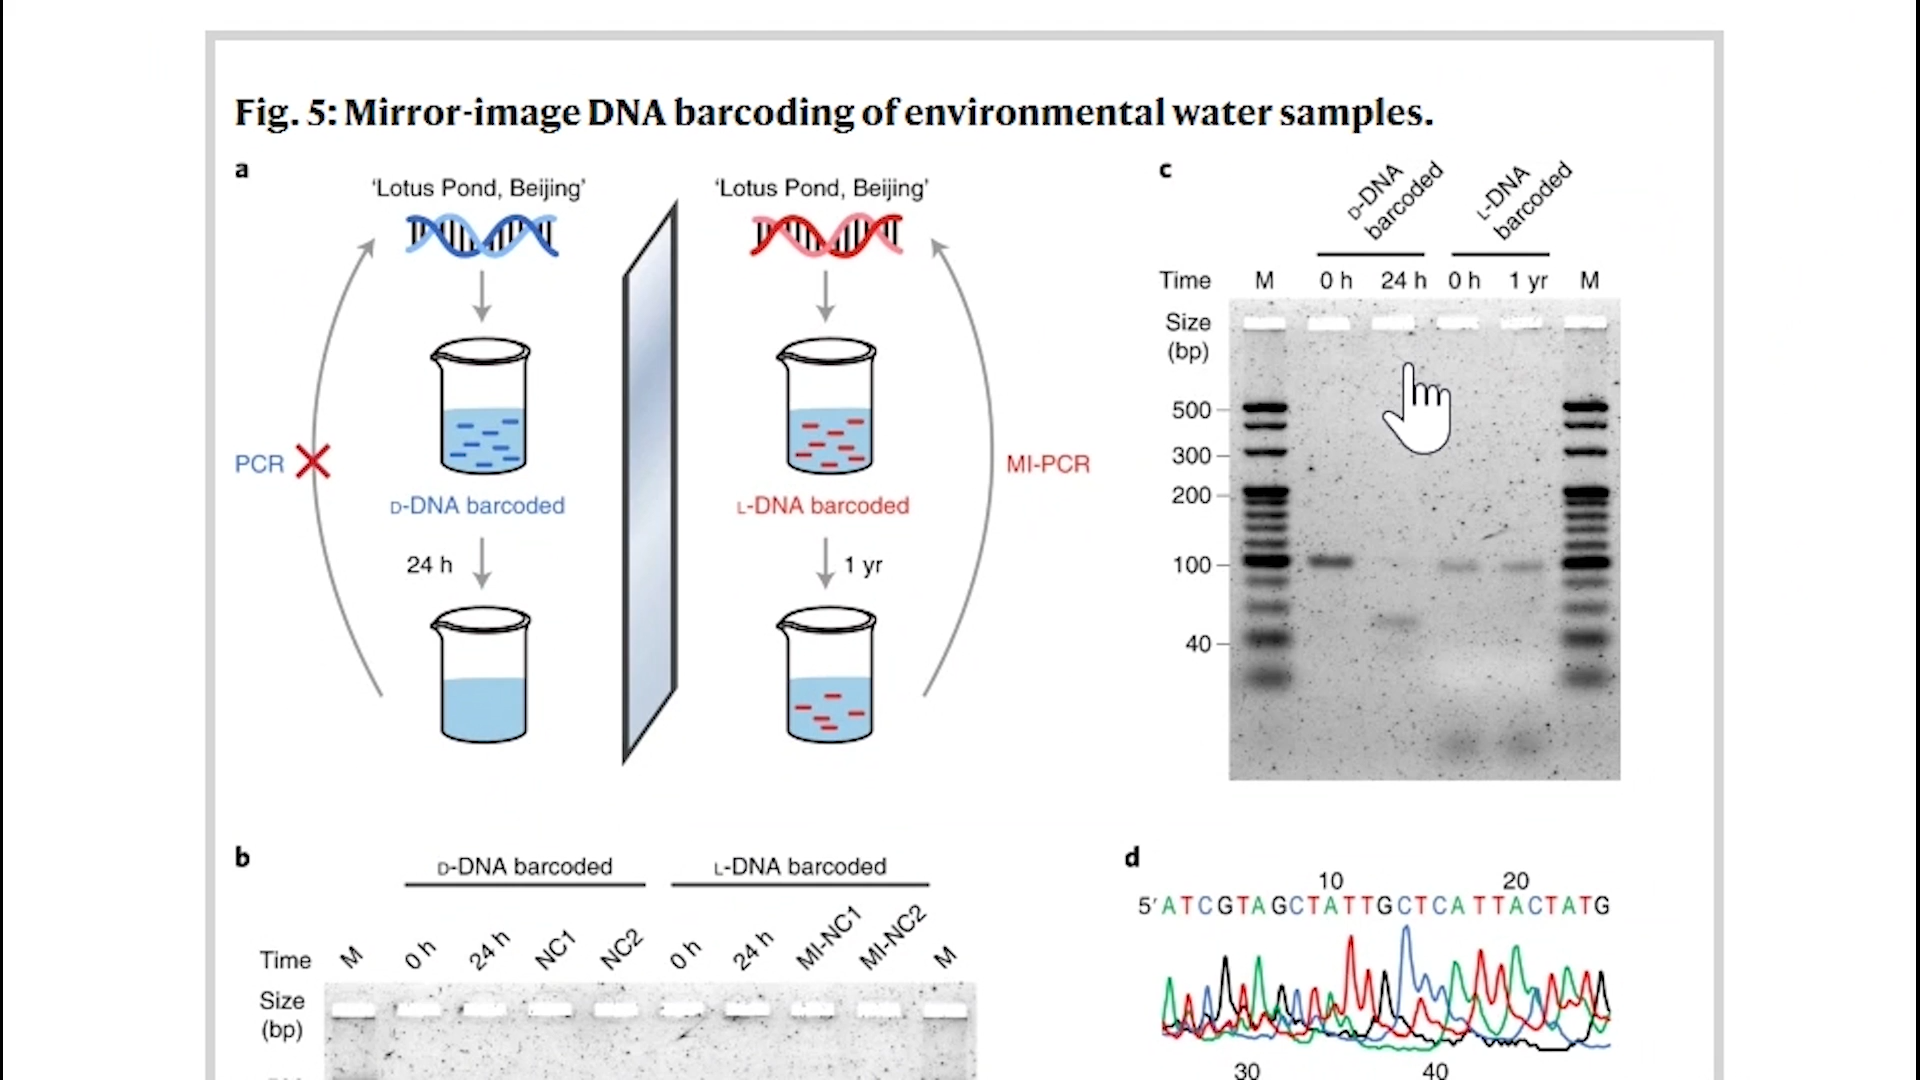 Fig. 5: Mirror-image DNA barcoding of environmental water samples.
a
‘Lotus Pond, Beijing’
‘Lotus Pond, Beijing’
PCR
MI-PCR
D-DNA barcoded
L-DNA barcoded
24 h
1 yr
c
D-DNA
barcoded
L-DNA
barcoded
Time M 0 h 24 h 0 h 1 yr M
Size
(bp)
500
300
200
100
40
b
D-DNA barcoded
L-DNA barcoded
Time M 0 h 24 h NC1 NC2 0 h 24 h MI-NC1 MI-NC2 M
Size
(bp)
d
10 20
5′ ATCGTAGCTATTGCTCATTACTATG
30 40